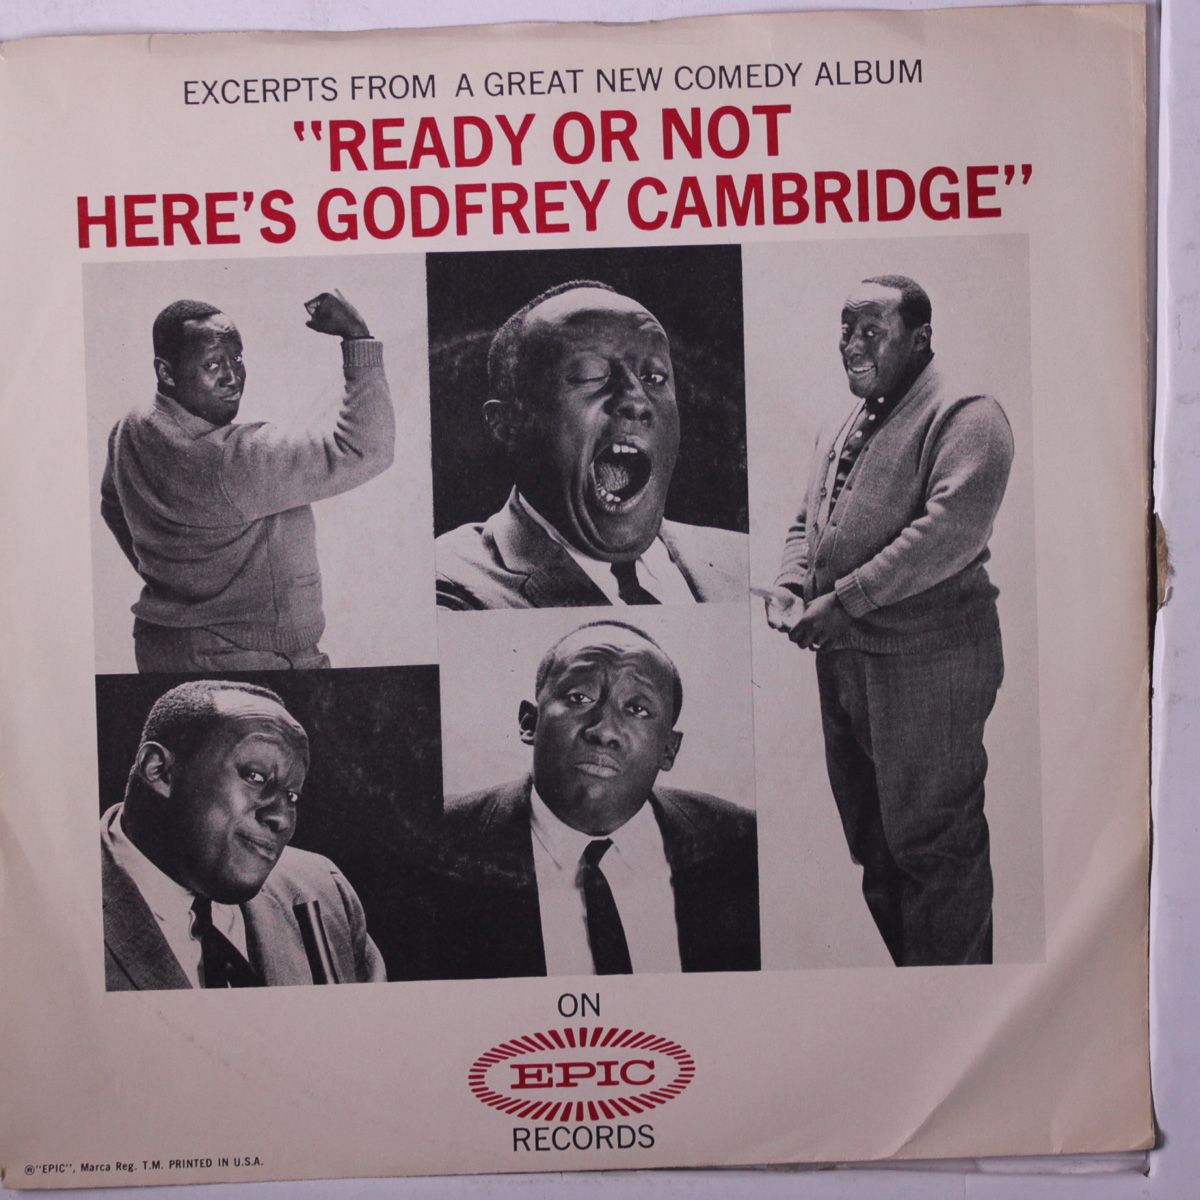 EXCERPTS FROM A GREAT NEW COMEDY ALBUM
"READY OR NOT
HERE'S GODFREY CAMBRIDGE"
ON
EPIC
RECORDS
®"EPIC", Marca Reg. T.M. PRINTED IN U.S.A.